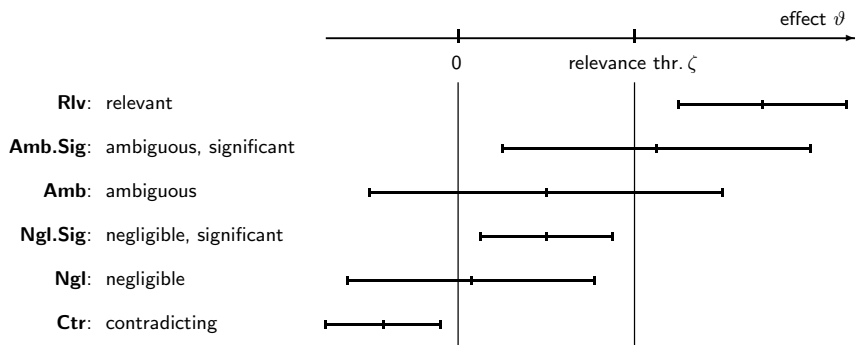 effect ϑ
0 relevance thr. ζ
Rlv: relevant
Amb.Sig: ambiguous, significant
Amb: ambiguous
Ngl.Sig: negligible, significant
Ngl: negligible
Ctr: contradicting